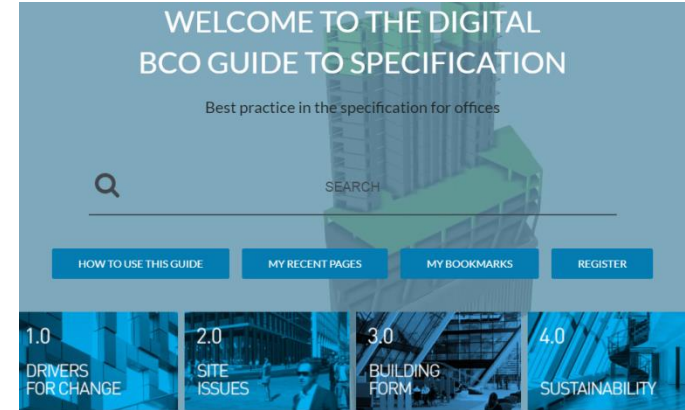 WELCOME TO THE DIGITAL
BCO GUIDE TO SPECIFICATION
Best practice in the specification for offices
SEARCH
HOW TO USE THIS GUIDE
MY RECENT PAGES
MY BOOKMARKS
REGISTER
1.0
DRIVERS
FOR CHANGE
2.0
SITE
ISSUES
3.0
BUILDING
FORM
4.0
SUSTAINABILITY